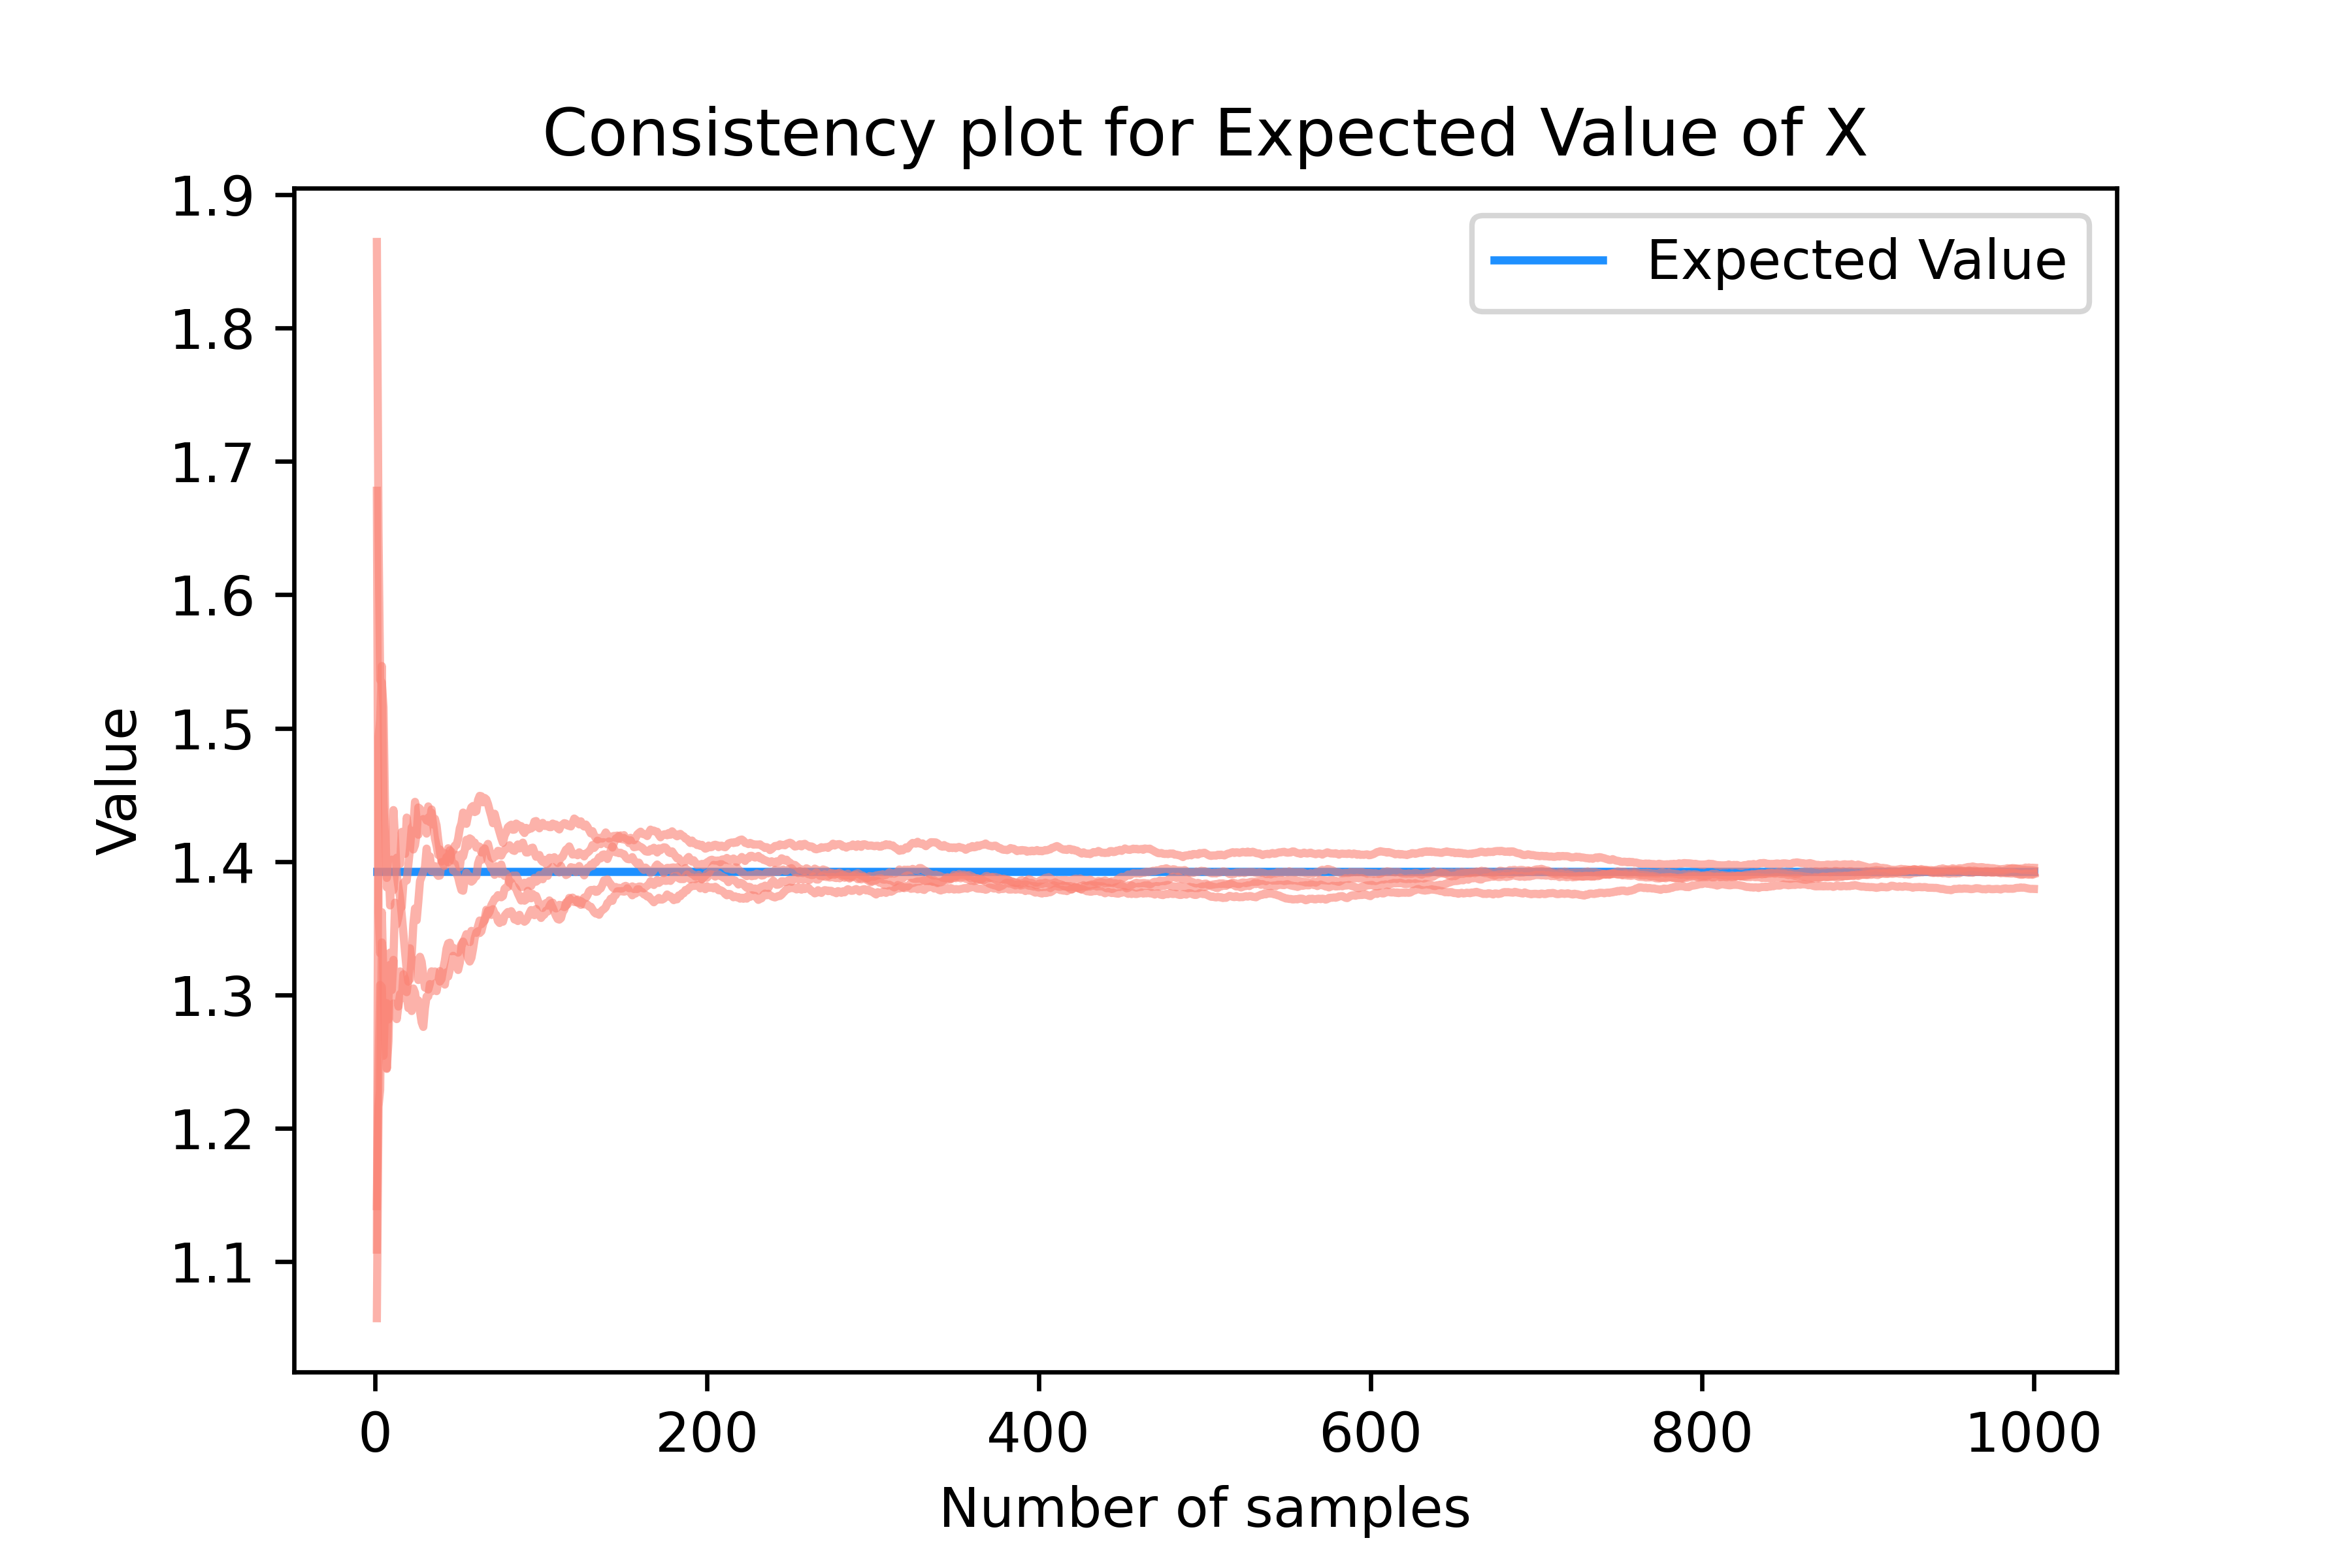 Consistency plot for Expected Value of X
Expected Value
1.9
1.8
1.7
1.6
1.5
1.4
1.3
1.2
1.1
Value
0 200 400 600 800 1000
Number of samples